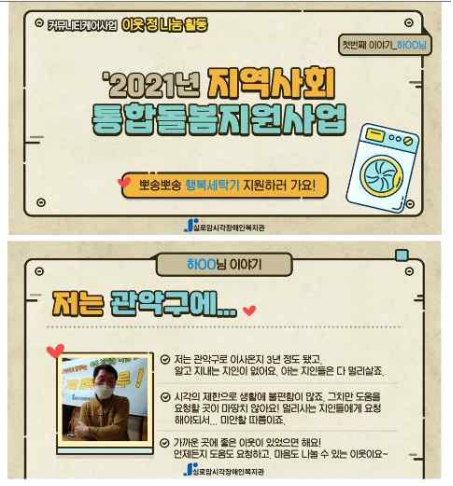 커뮤니티케어사업 이웃 정 나눔 활동
첫번째 이야기_하OO님
'2021년 지역사회
통합돌봄지원사업
뽀송뽀송 행복세탁기 지원하러 가요!
실로암시각장애인복지관
하OO님 이야기
저는 관악구에...
저는 관악구로 이사온지 3년 정도 됐고,
알고 지내는 지인이 없어요. 아는 지인들은 다 멀리살죠.
시각의 제한으로 생활에 불편함이 많죠. 그치만 도움을
요청할 곳이 마땅치 않아요! 멀리사는 지인들에게 요청
해이도서... 미안할 따름이죠.
가까운 곳에 좋은 이웃이 있었으면 해요!
언제든지 도움도 요청하고, 마음도 나눌 수 있는 이웃이요~
실로암시각장애인복지관